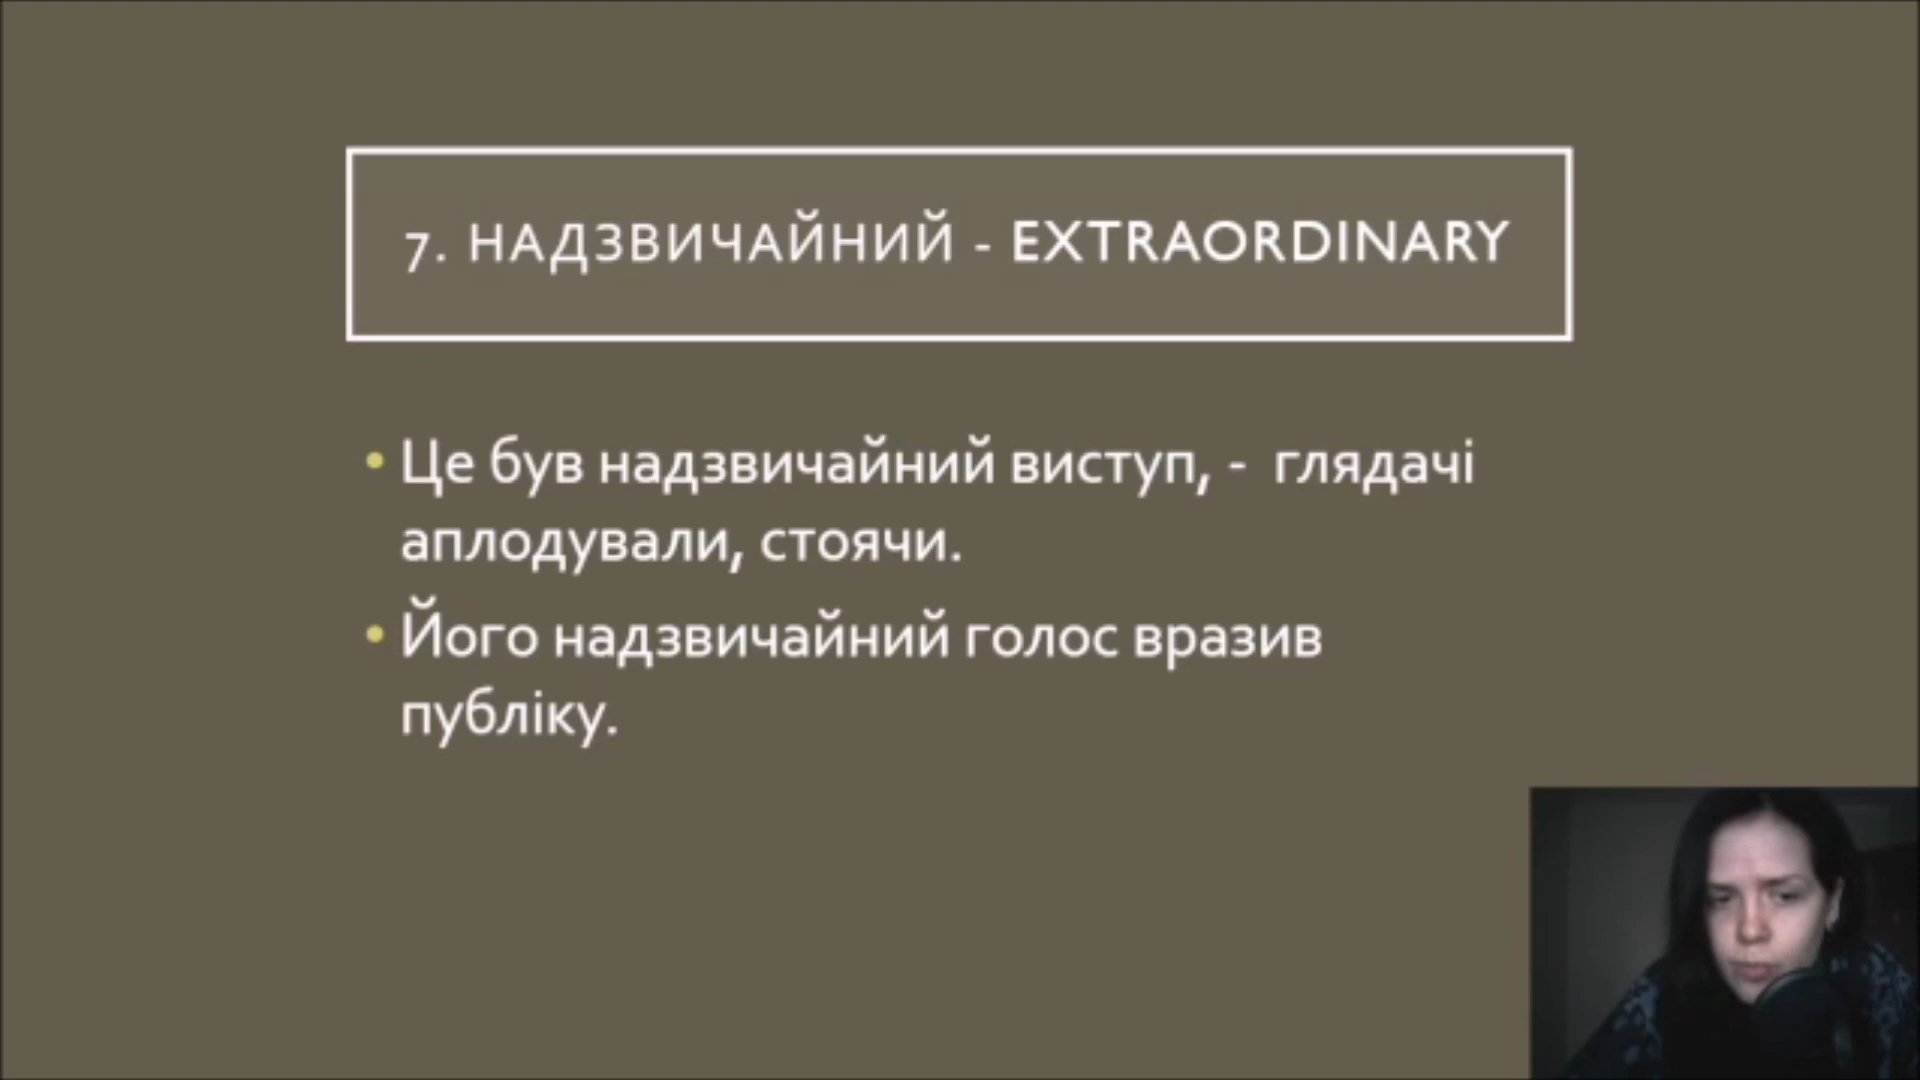 7. НАДЗВИЧАЙНИЙ - EXTRAORDINARY
• Це був надзвичайний виступ, - глядачі
аплодували, стоячи.
• Його надзвичайний голос вразив
публіку.